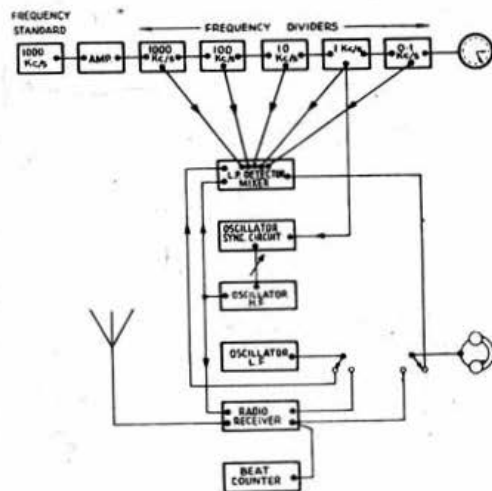 FREQUENCY
STANDARD
FREQUENCY DIVIDERS
1000
Kc/s
AMP.
1000
Kc/s
100
Kc/s
10
Kc/s
1 Kc/s
0·1
Kc/s
L.P. DETECTOR
MIXER
OSCILLATOR
SYNC. CIRCUIT
OSCILLATOR
H.F
OSCILLATOR
L.F
RADIO
RECEIVER
BEAT
COUNTER